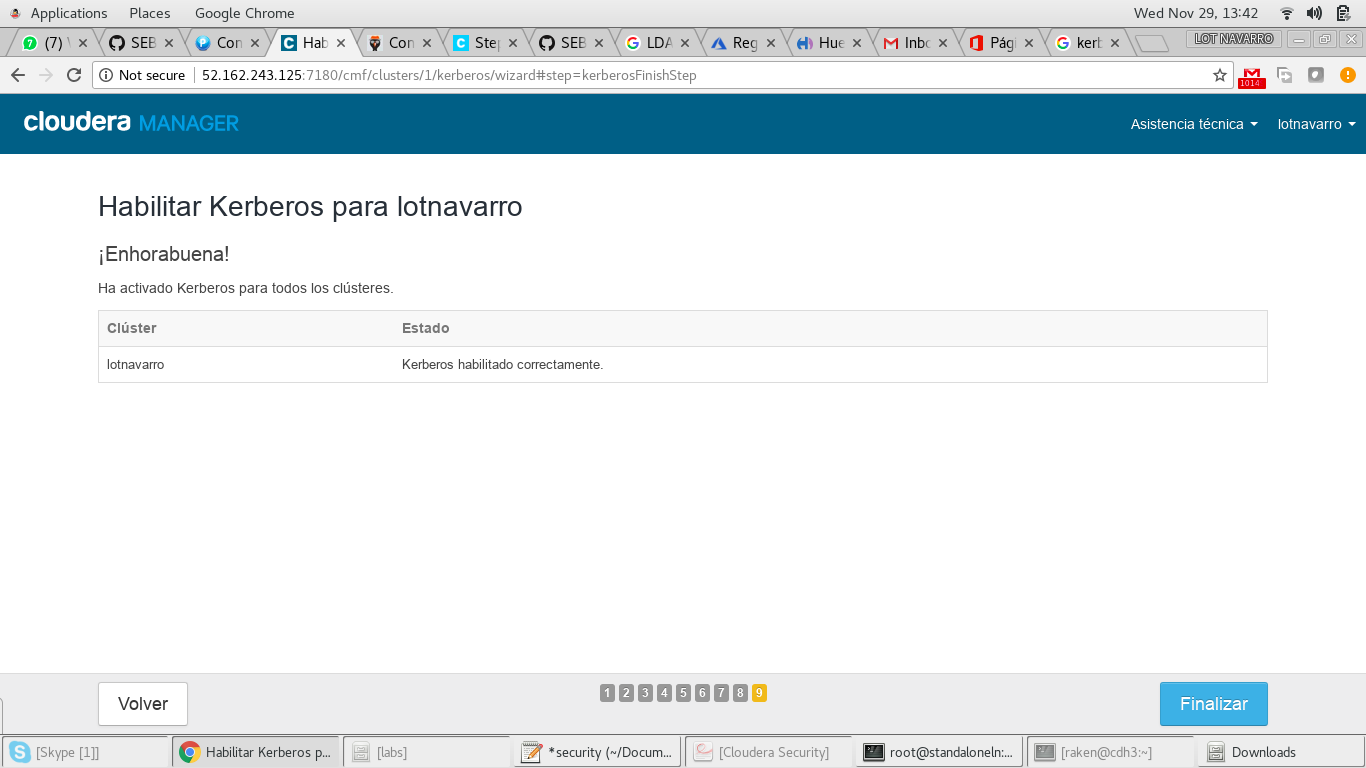 Applications Places Google Chrome Wed Nov 29, 13:42
(7) SEB Con Hab Con Step SEB LDA Reg Hue Inbo Pági kerb LOT NAVARRO
Not secure 52.162.243.125:7180/cmf/clusters/1/kerberos/wizard#step=kerberosFinishStep 1014
cloudera MANAGER Asistencia técnica lotnavarro
Habilitar Kerberos para lotnavarro
¡Enhorabuena!
Ha activado Kerberos para todos los clústeres.
Clúster Estado
lotnavarro Kerberos habilitado correctamente.
Volver 1 2 3 4 5 6 7 8 9 Finalizar
[Skype [1]] Habilitar Kerberos p... [labs] *security (~/Docum... [Cloudera Security] root@standaloneln:... [raken@cdh3:~] Downloads